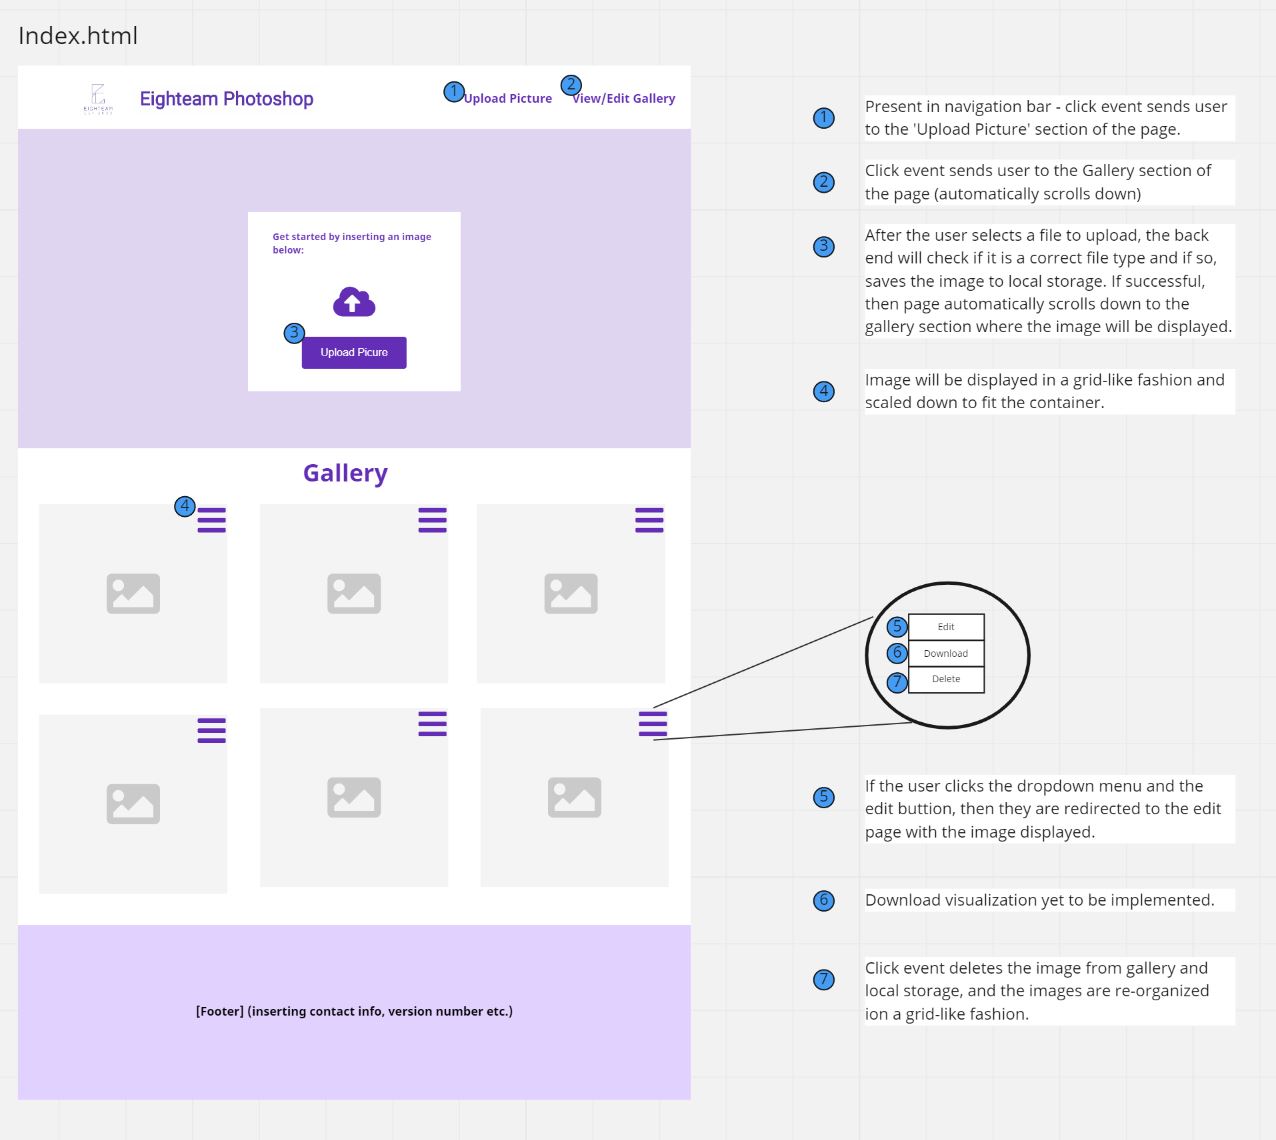 Index.html
EIGHTEAM
Eighteam Photoshop
1
Upload Picture
2
View/Edit Gallery
Get started by inserting an image
below:
3
Upload Picure
Gallery
4
[Footer] (inserting contact info, version number etc.)
1
Present in navigation bar - click event sends user
to the 'Upload Picture' section of the page.
2
Click event sends user to the Gallery section of
the page (automatically scrolls down)
3
After the user selects a file to upload, the back
end will check if it is a correct file type and if so,
saves the image to local storage. If successful,
then page automatically scrolls down to the
gallery section where the image will be displayed.
4
Image will be displayed in a grid-like fashion and
scaled down to fit the container.
5
Edit
6
Download
7
Delete
5
If the user clicks the dropdown menu and the
edit buttion, then they are redirected to the edit
page with the image displayed.
6
Download visualization yet to be implemented.
7
Click event deletes the image from gallery and
local storage, and the images are re-organized
ion a grid-like fashion.